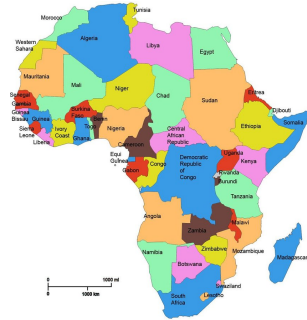 Tunisia
Morocco
Algeria
Libya
Egypt
Western
Sahara
Mauritania
Mali
Niger
Chad
Sudan
Eritrea
Djibouti
Senegal
Gambia
Guinea
Bissau
Guinea
Burkina
Faso
Benin
Nigeria
Ethiopia
Somalia
Sierra
Leone
Liberia
Ivory
Coast
Ghana
Togo
Cameroon
Central
African
Republic
Equi
Guinea
Gabon
Congo
Democratic
Republic
of
Congo
Uganda
Kenya
Rwanda
Burundi
Tanzania
Angola
Zambia
Malawi
Mozambique
Zimbabwe
Namibia
Botswana
Madagascar
Swaziland
Lesotho
South
Africa
0 1000 ml
0 1000 km